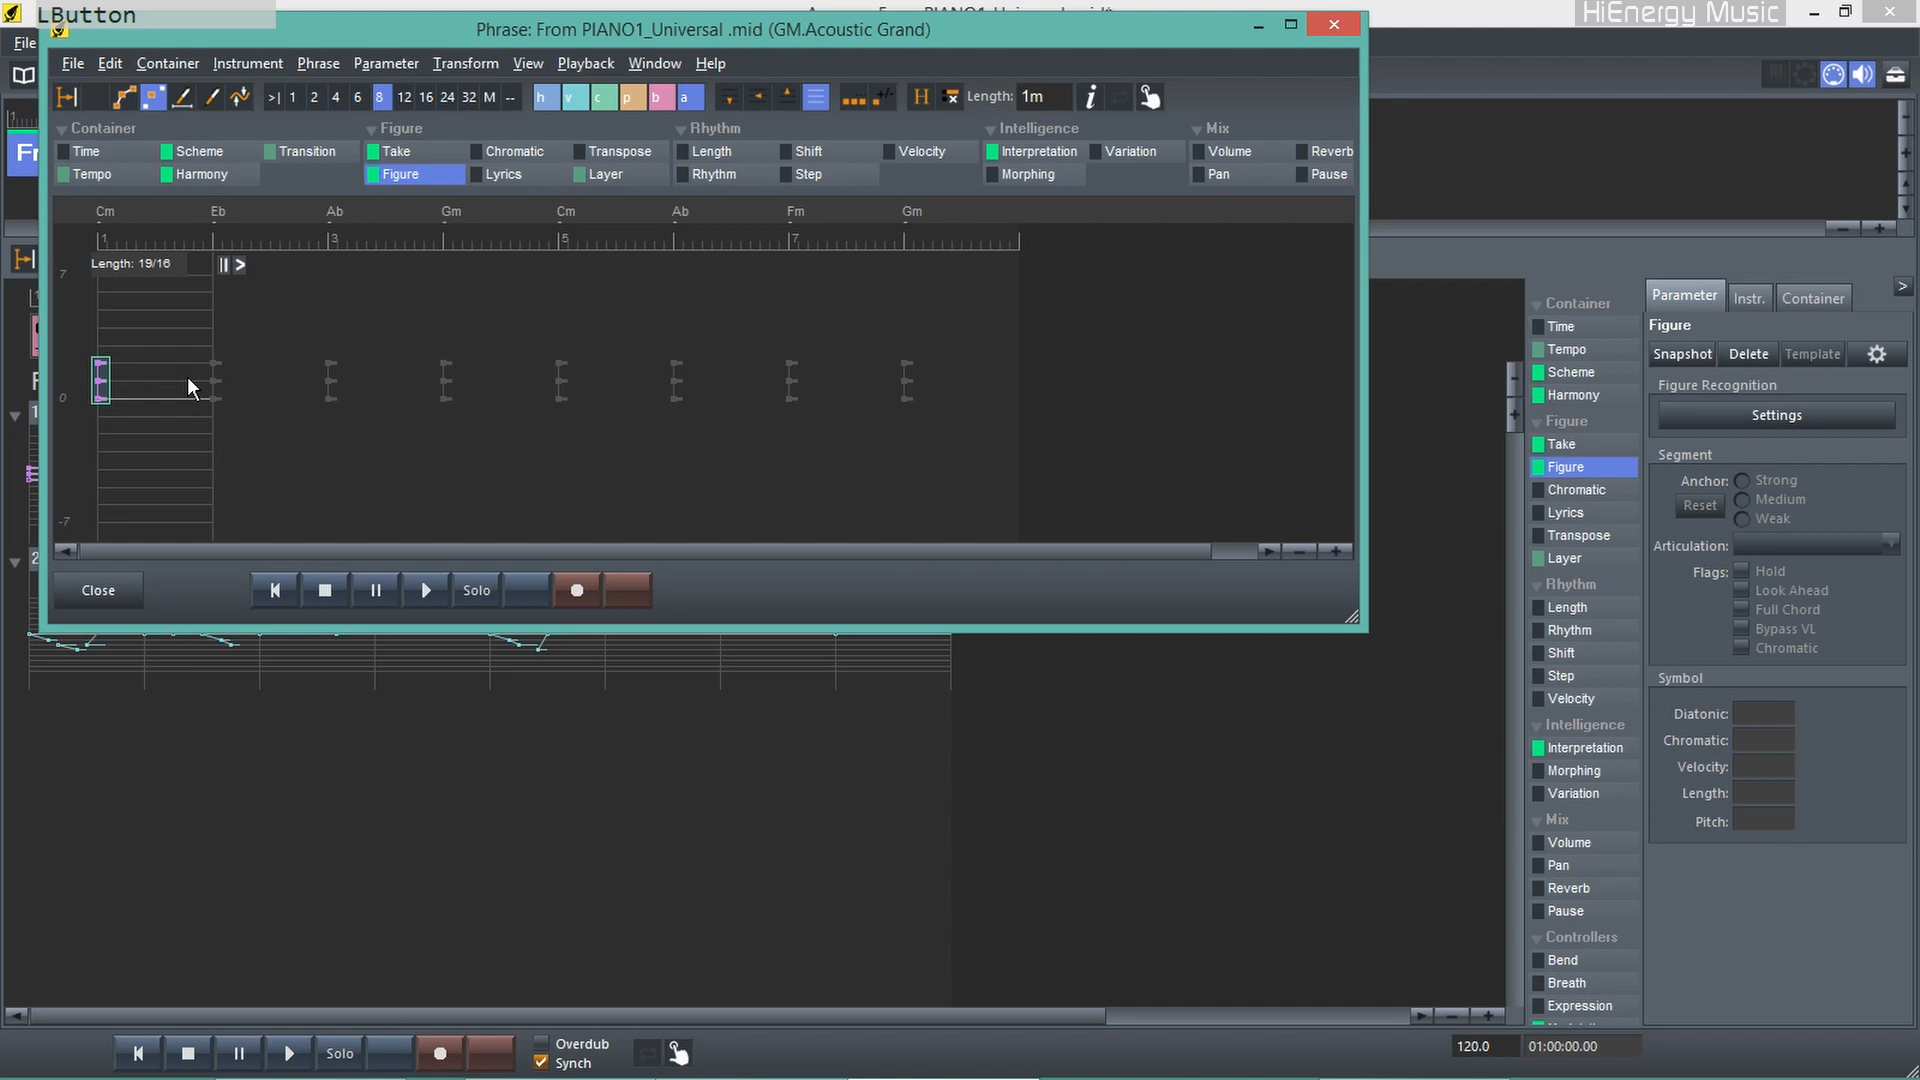 LButton
HiEnergy Music
File
Phrase: From PIANO1_Universal .mid (GM.Acoustic Grand)
File Edit Container Instrument Phrase Parameter Transform View Playback Window Help
>| 1 2 4 6 8 12 16 24 32 M -- h v c p b a H Length: 1m i
Container Figure Rhythm Intelligence Mix
Time Scheme Transition Take Chromatic Transpose Length Shift Velocity Interpretation Variation Volume Reverb
Tempo Harmony Figure Lyrics Layer Rhythm Step Morphing Pan Pause
Cm Eb Ab Gm Cm Ab Fm Gm
1 3 5 7
Length: 19/16
7
0
-7
Close Solo
1
2
Container
Time
Tempo
Scheme
Harmony
Figure
Take
Figure
Chromatic
Lyrics
Transpose
Layer
Rhythm
Length
Rhythm
Shift
Step
Velocity
Intelligence
Interpretation
Morphing
Variation
Mix
Volume
Pan
Reverb
Pause
Controllers
Bend
Breath
Expression
Parameter Instr. Container >
Figure
Snapshot Delete Template
Figure Recognition
Settings
Segment
Anchor: Strong
Reset Medium
Weak
Articulation:
Flags: Hold
Look Ahead
Full Chord
Bypass VL
Chromatic
Symbol
Diatonic:
Chromatic:
Velocity:
Length:
Pitch:
Solo
Overdub
Synch
120.0 01:00:00.00